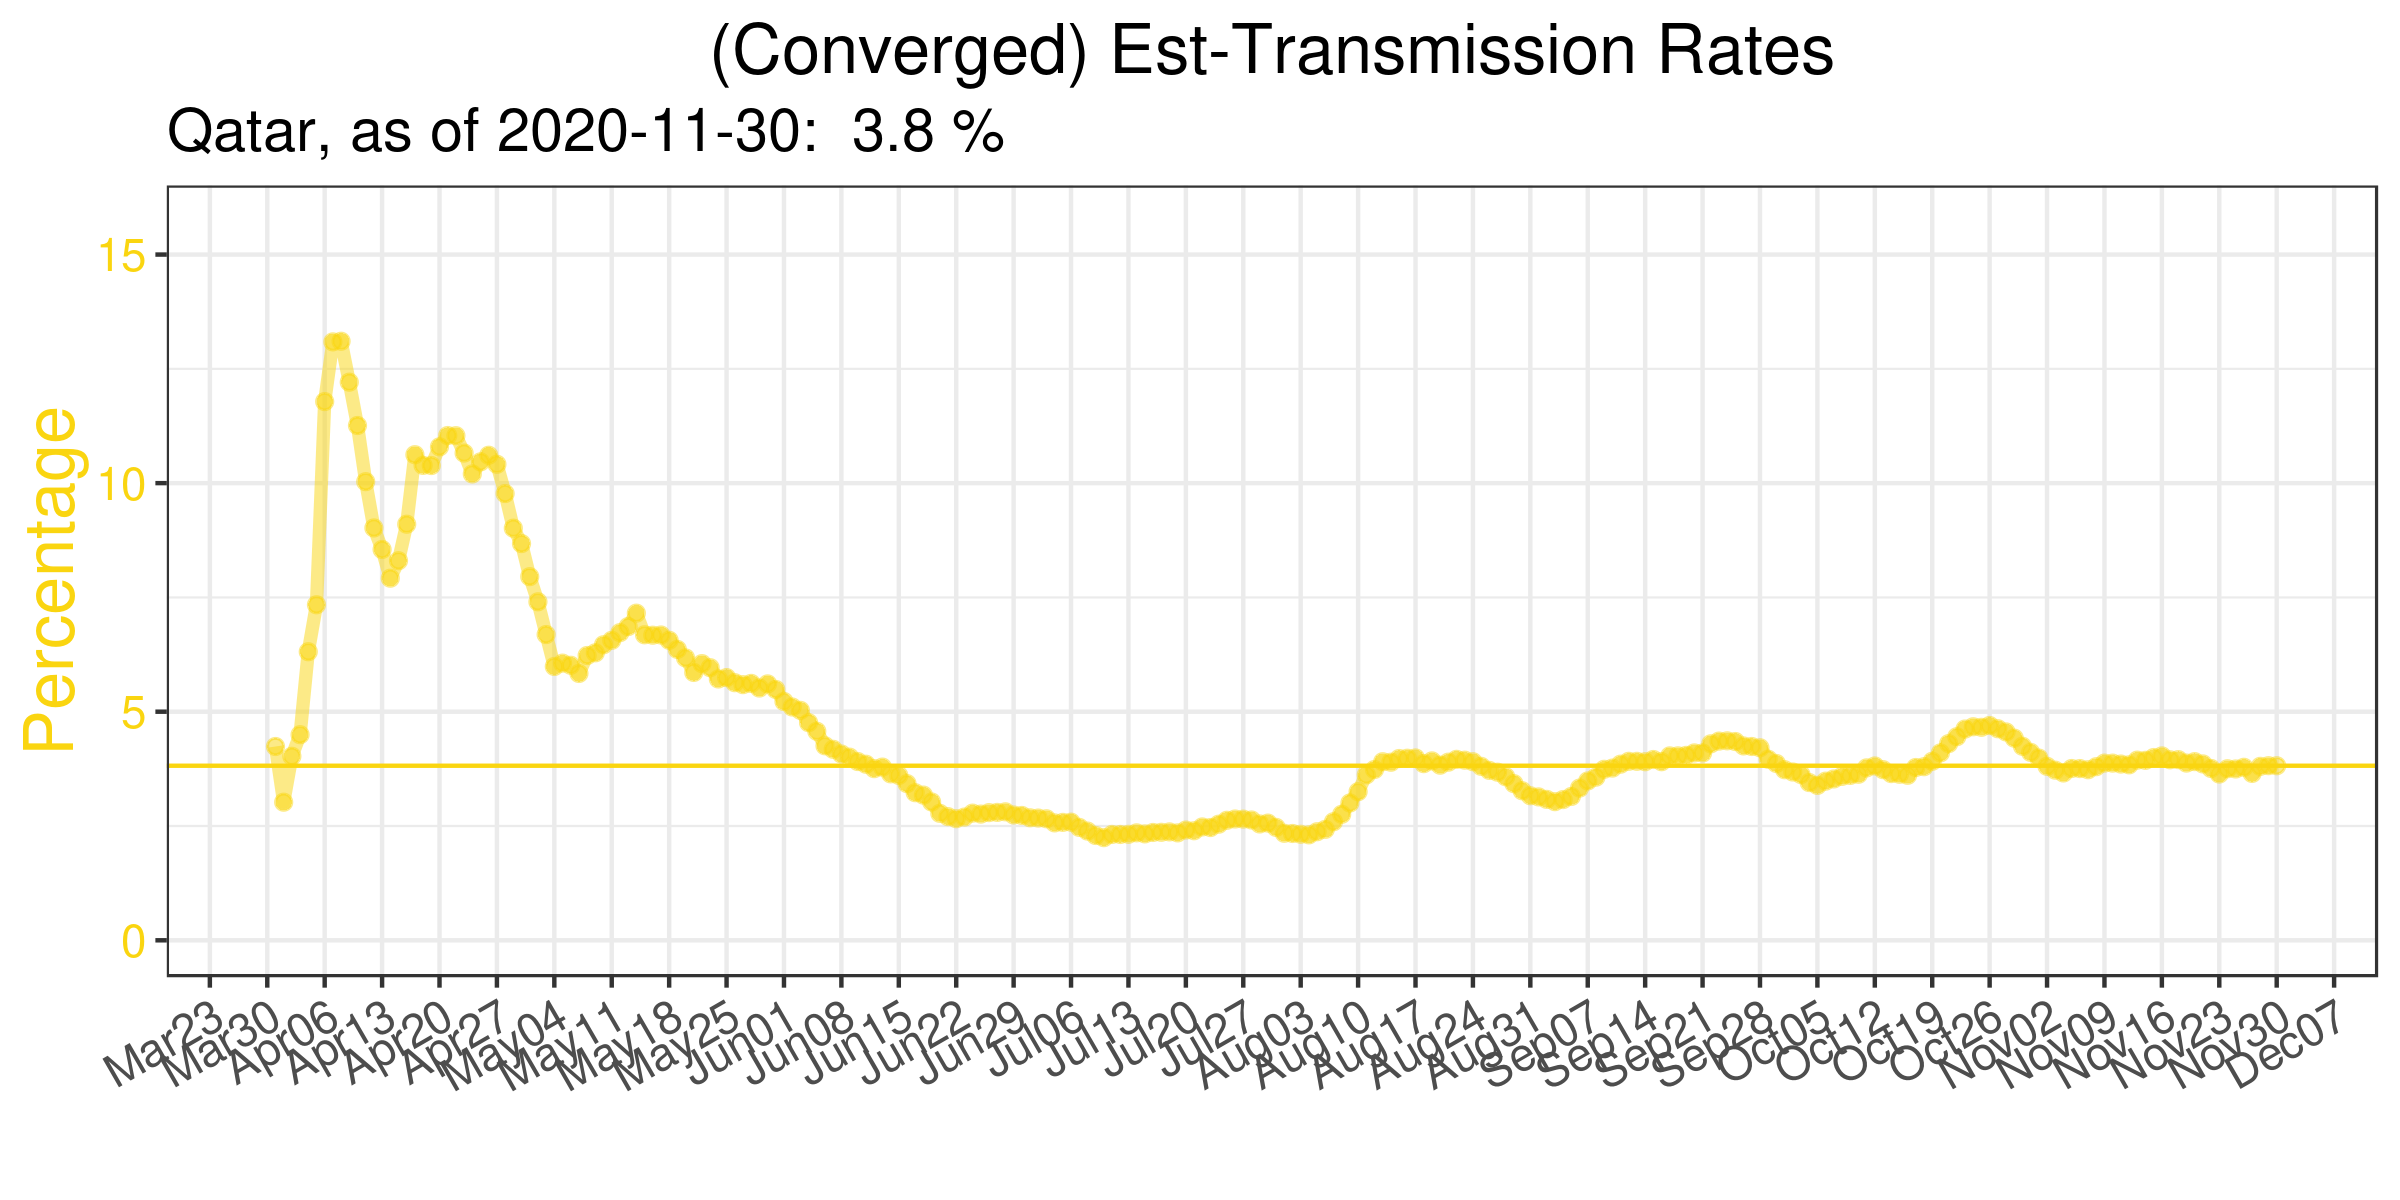 (Converged) Est-Transmission Rates
Qatar, as of 2020-11-30:  3.8 %
Percentage
15
10
5
0
Mar23
Mar30
Apr06
Apr13
Apr20
Apr27
May04
May11
May18
May25
Jun01
Jun08
Jun15
Jun22
Jun29
Jul06
Jul13
Jul20
Jul27
Aug03
Aug10
Aug17
Aug24
Aug31
Sep07
Sep14
Sep21
Sep28
Oct05
Oct12
Oct19
Oct26
Nov02
Nov09
Nov16
Nov23
Nov30
Dec07